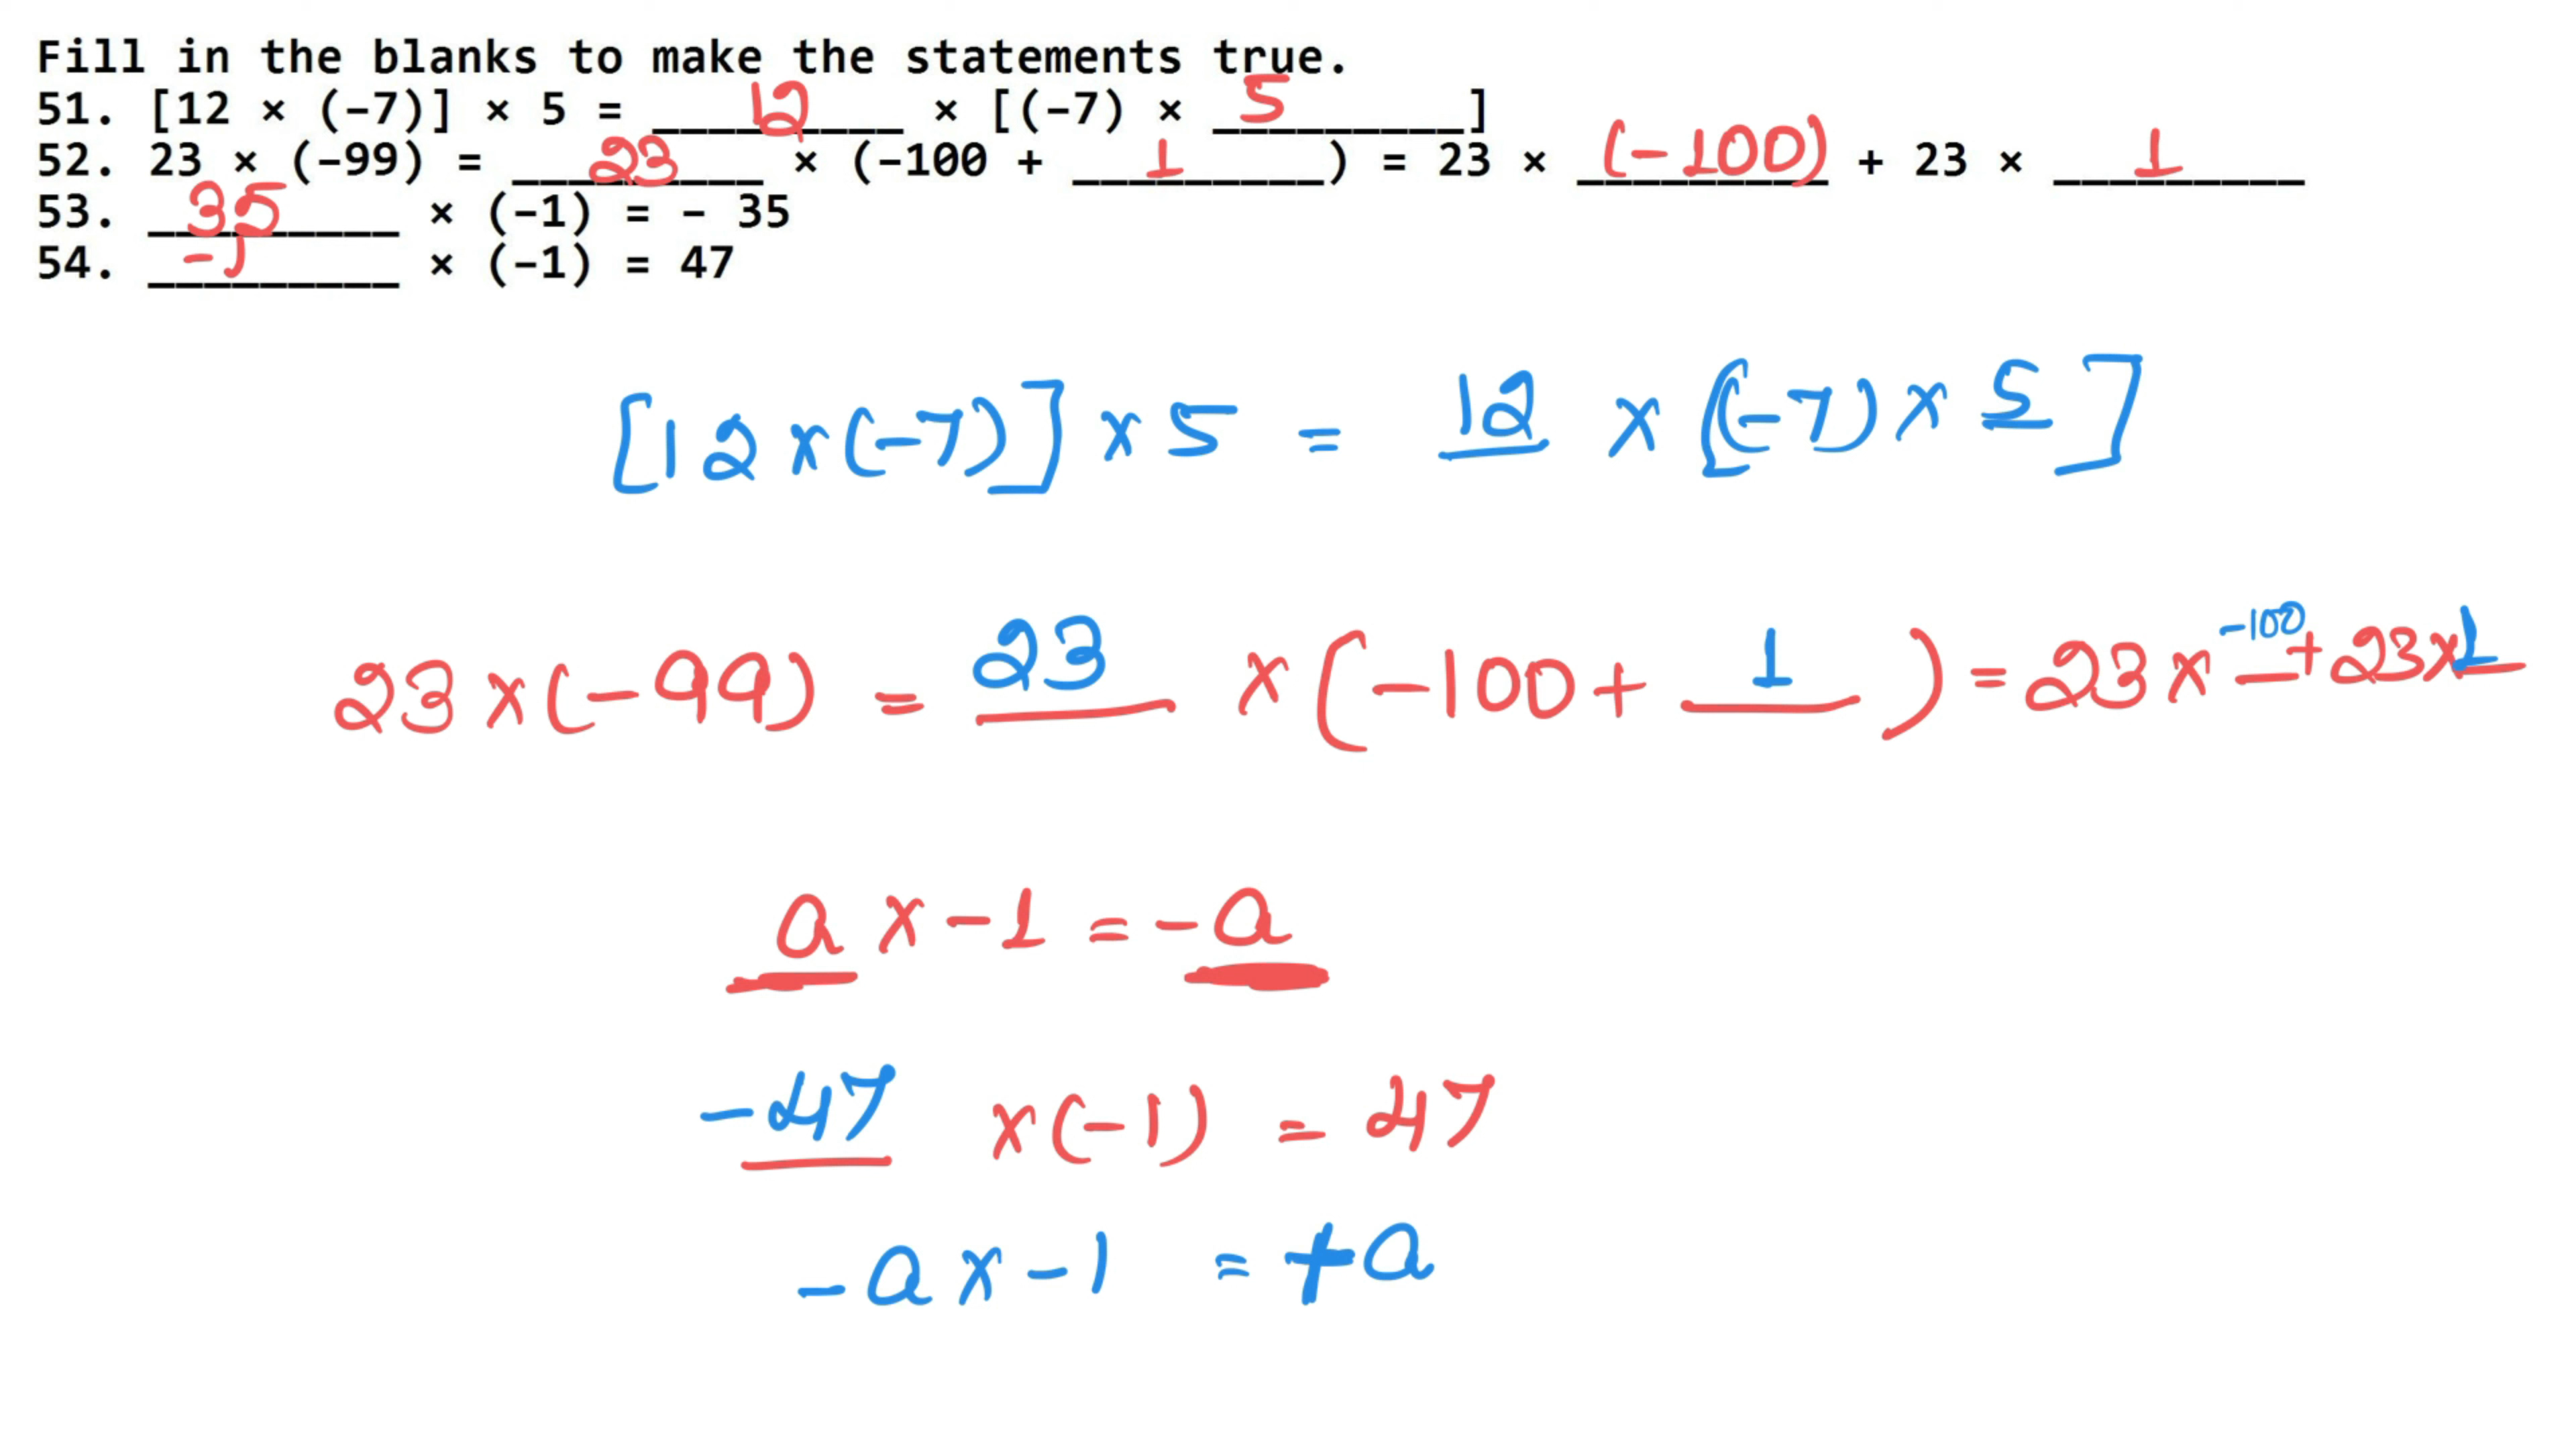 Fill in the blanks to make the statements true.
51. [12 × (-7)] × 5 = 12 × [(-7) × 5]
52. 23 × (-99) = 23 × (-100 + 1) = 23 × (-100) + 23 × 1
53. 35 × (-1) = - 35
54. _________ × (-1) = 47
[12 × (-7)] × 5 = 12 × [(-7) × 5]
23 × (-99) = 23 × (-100 + 1) = 23 × -100 + 23 × 1
a × -1 = -a
-47 × (-1) = 47
-a × -1 = +a